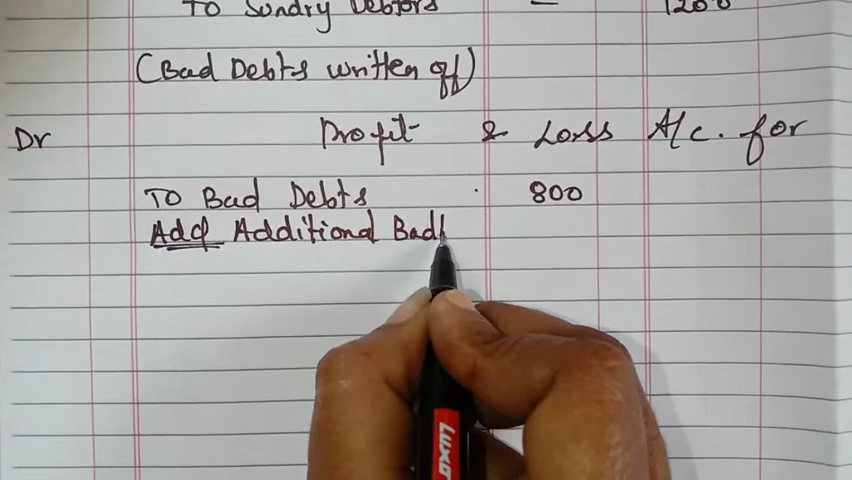 To Sundry Debtors — 1200
(Bad Debts written off)
Dr Profit & Loss A/c. for
To Bad Debts 800
Add Additional Bad
Luxo